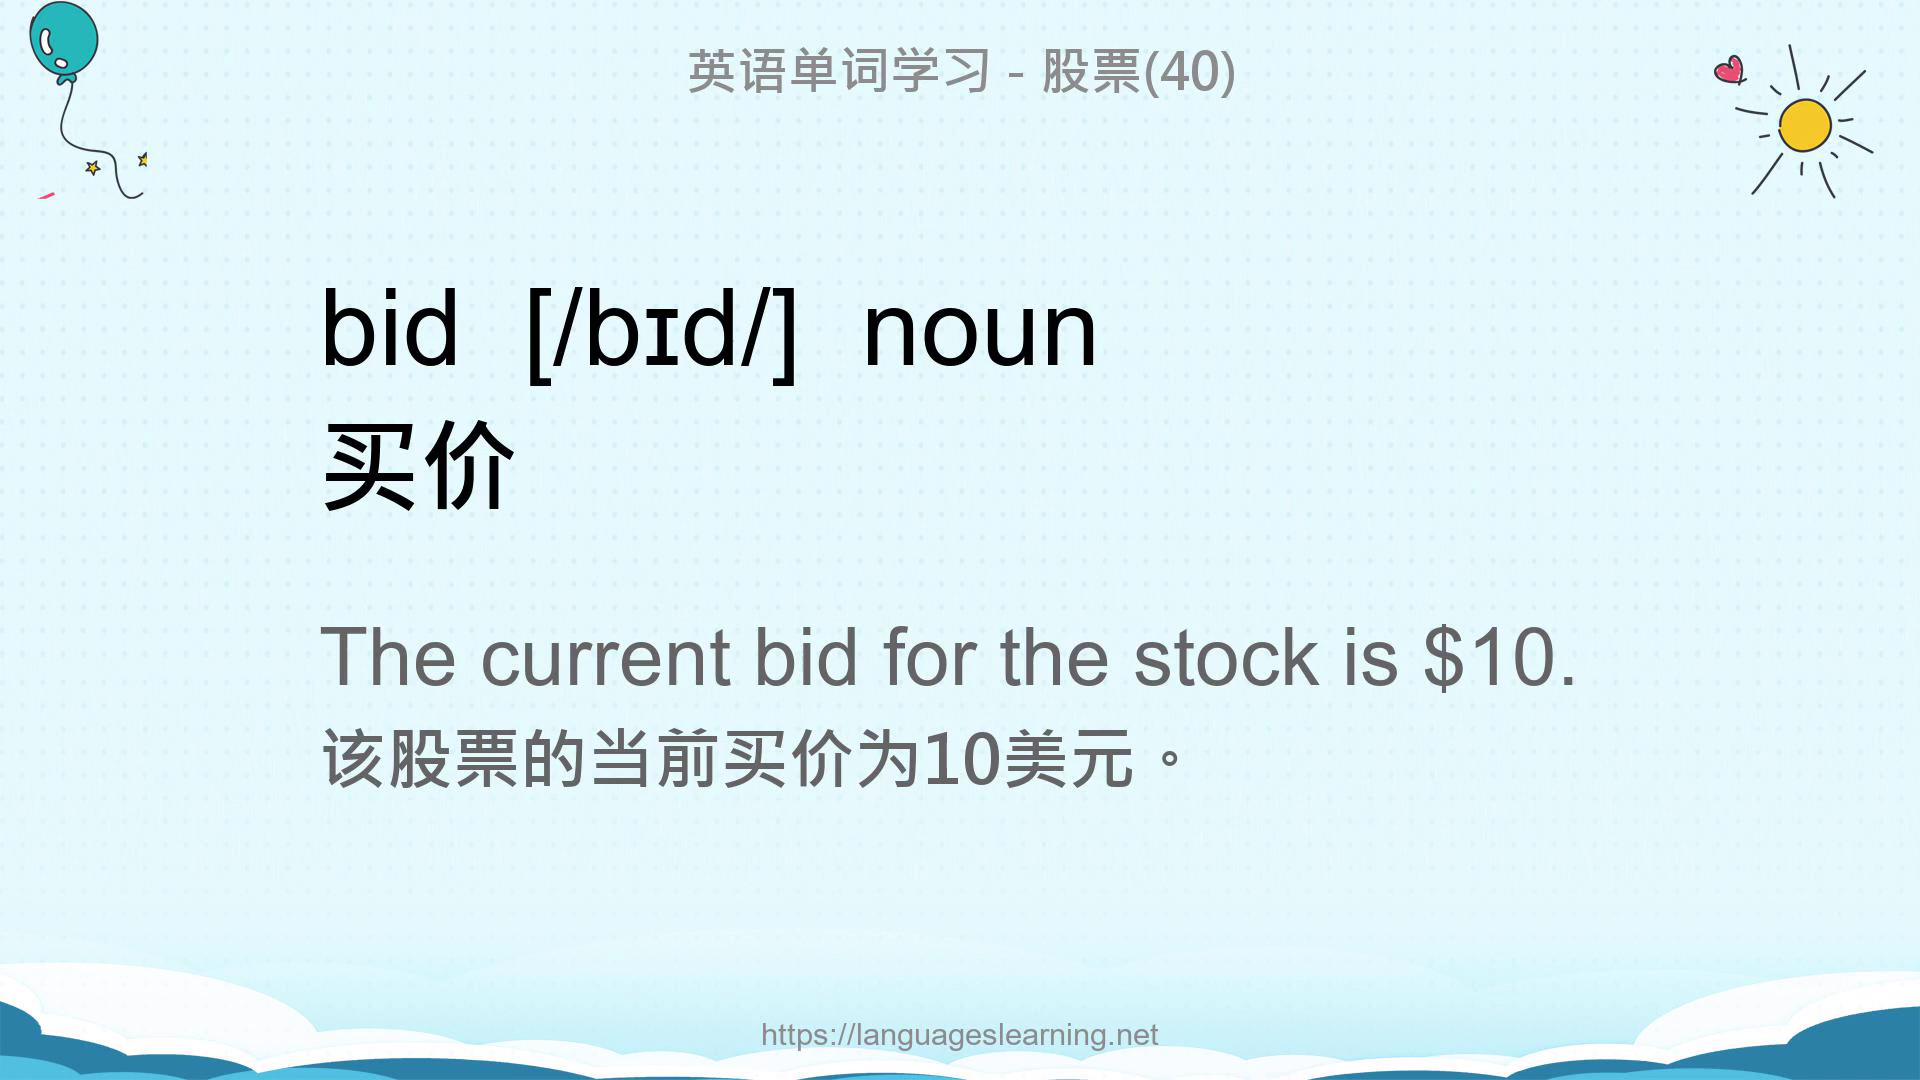 英语单词学习 - 股票(40)
bid [/bɪd/] noun
买价
The current bid for the stock is $10.
该股票的当前买价为10美元。
https://languageslearning.net